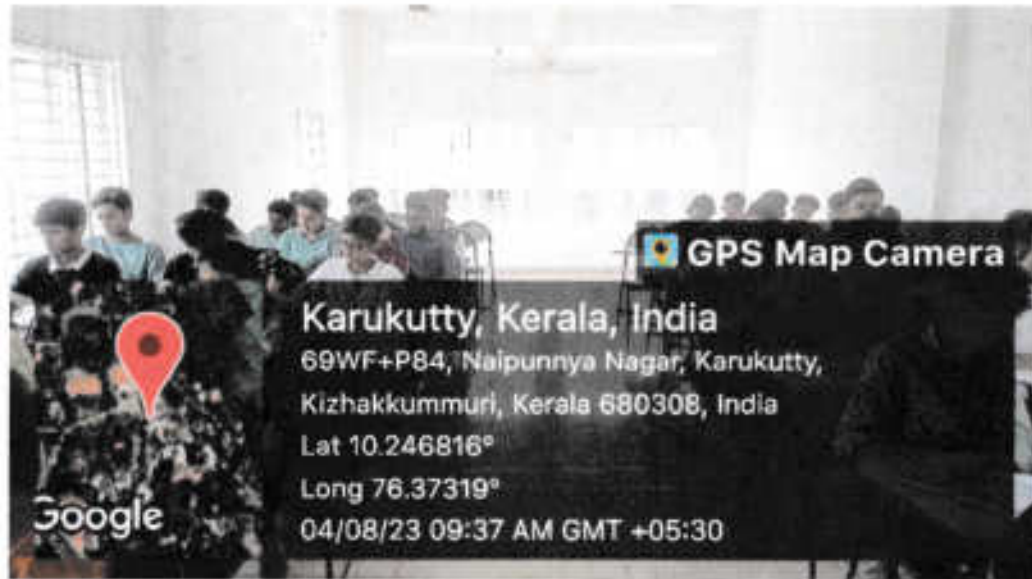 GPS Map Camera
Karukutty, Kerala, India
69WF+P84, Naipunnya Nagar, Karukutty,
Kizhakkummuri, Kerala 680308, India
Lat 10.246816°
Long 76.37319°
04/08/23 09:37 AM GMT +05:30
Google